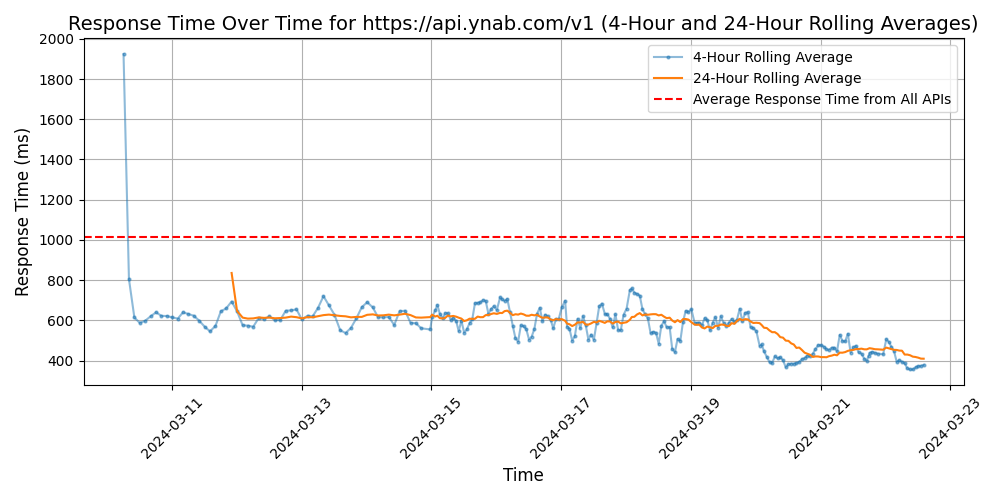 Response Time Over Time for https://api.ynab.com/v1 (4-Hour and 24-Hour Rolling Averages)
4-Hour Rolling Average
24-Hour Rolling Average
Average Response Time from All APIs
Response Time (ms)
2000
1800
1600
1400
1200
1000
800
600
400
2024-03-11
2024-03-13
2024-03-15
2024-03-17
2024-03-19
2024-03-21
2024-03-23
Time